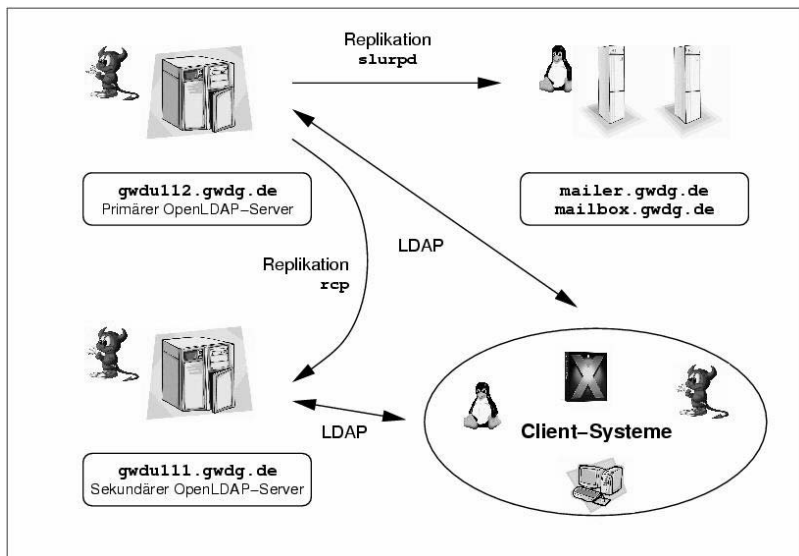 Replikation
slurpd
gwdu112.gwdg.de
Primärer OpenLDAP-Server
mailer.gwdg.de
mailbox.gwdg.de
LDAP
Replikation
rcp
LDAP
Client-Systeme
gwdu111.gwdg.de
Sekundärer OpenLDAP-Server